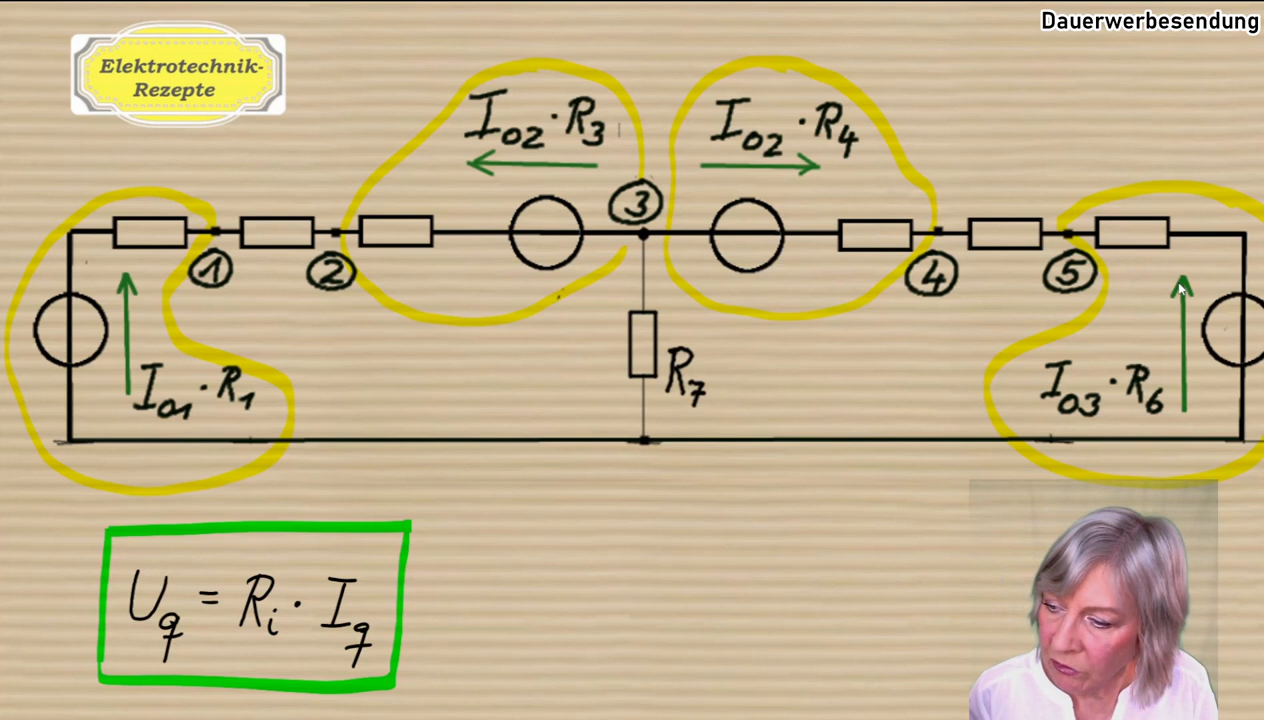 Dauerwerbesendung
Elektrotechnik-
Rezepte
I02 · R3
I02 · R4
3
1
2
4
5
I01 · R1
R7
I03 · R6
Uq = Ri · Iq